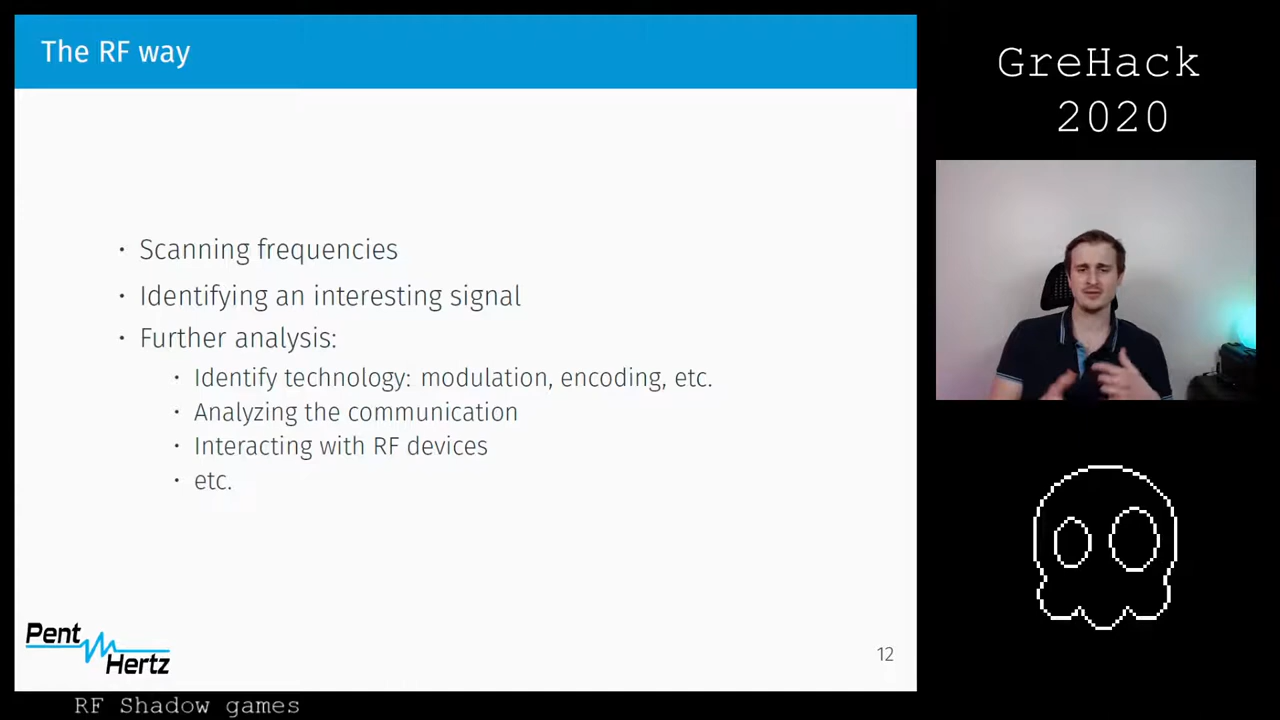 The RF way
• Scanning frequencies
• Identifying an interesting signal
• Further analysis:
• Identify technology: modulation, encoding, etc.
• Analyzing the communication
• Interacting with RF devices
• etc.
Pent
Hertz
12
RF Shadow games
GreHack
2020